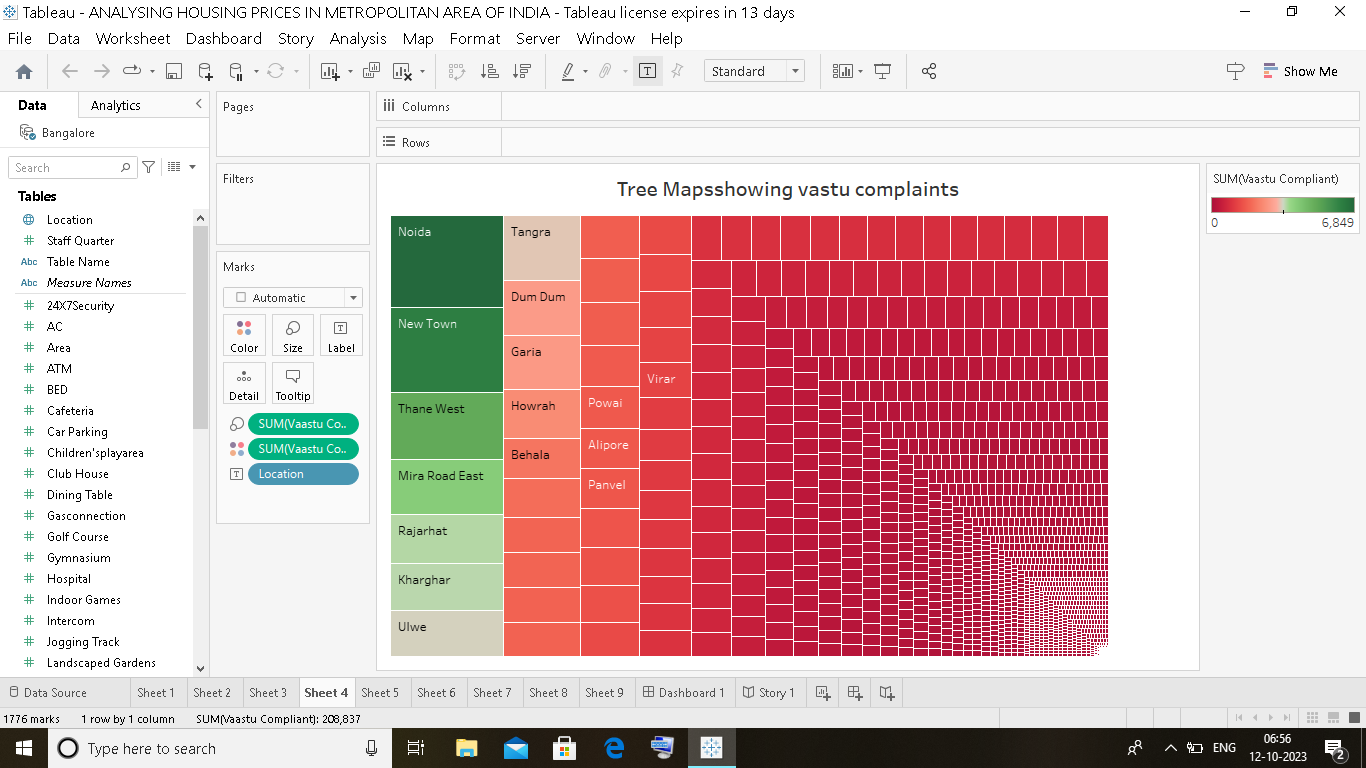 Tableau - ANALYSING HOUSING PRICES IN METROPOLITAN AREA OF INDIA - Tableau license expires in 13 days
File Data Worksheet Dashboard Story Analysis Map Format Server Window Help
Standard
Show Me
Data Analytics
Bangalore
Search
Tables
Location
Staff Quarter
Abc Table Name
Abc Measure Names
24X7Security
AC
Area
ATM
BED
Cafeteria
Car Parking
Children'splayarea
Club House
Dining Table
Gasconnection
Golf Course
Gymnasium
Hospital
Indoor Games
Intercom
Jogging Track
Landscaped Gardens
Pages
Filters
Marks
Automatic
Color Size Label
Detail Tooltip
SUM(Vaastu Co..
SUM(Vaastu Co..
Location
Columns
Rows
Tree Mapsshowing vastu complaints
Noida
New Town
Thane West
Mira Road East
Rajarhat
Kharghar
Ulwe
Tangra
Dum Dum
Garia
Howrah
Behala
Powai
Alipore
Panvel
Virar
SUM(Vaastu Compliant)
0 6,849
Data Source Sheet 1 Sheet 2 Sheet 3 Sheet 4 Sheet 5 Sheet 6 Sheet 7 Sheet 8 Sheet 9 Dashboard 1 Story 1
1776 marks 1 row by 1 column SUM(Vaastu Compliant): 208,837
Type here to search
ENG
06:56
12-10-2023
2